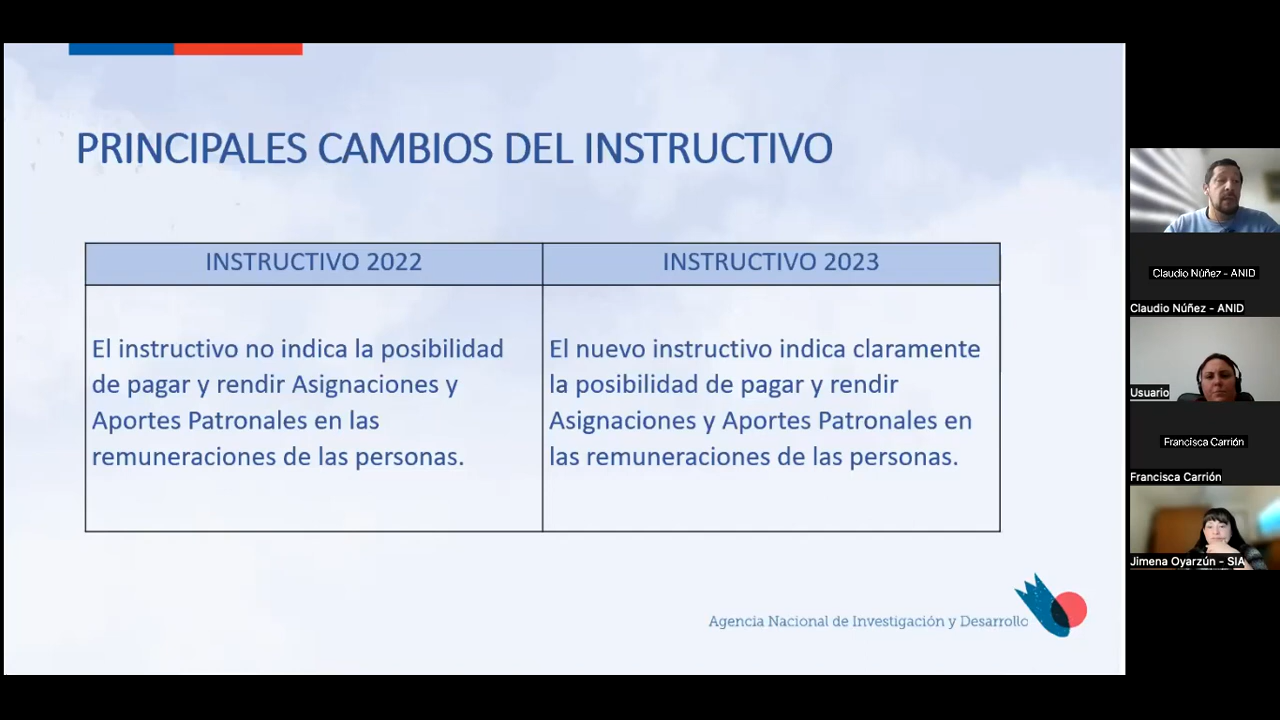 PRINCIPALES CAMBIOS DEL INSTRUCTIVO
INSTRUCTIVO 2022
INSTRUCTIVO 2023
El instructivo no indica la posibilidad
de pagar y rendir Asignaciones y
Aportes Patronales en las
remuneraciones de las personas.
El nuevo instructivo indica claramente
la posibilidad de pagar y rendir
Asignaciones y Aportes Patronales en
las remuneraciones de las personas.
Agencia Nacional de Investigación y Desarrollo
Claudio Núñez - ANID
Claudio Núñez - ANID
Usuario
Francisca Carrión
Francisca Carrión
Jimena Oyarzún - SIA